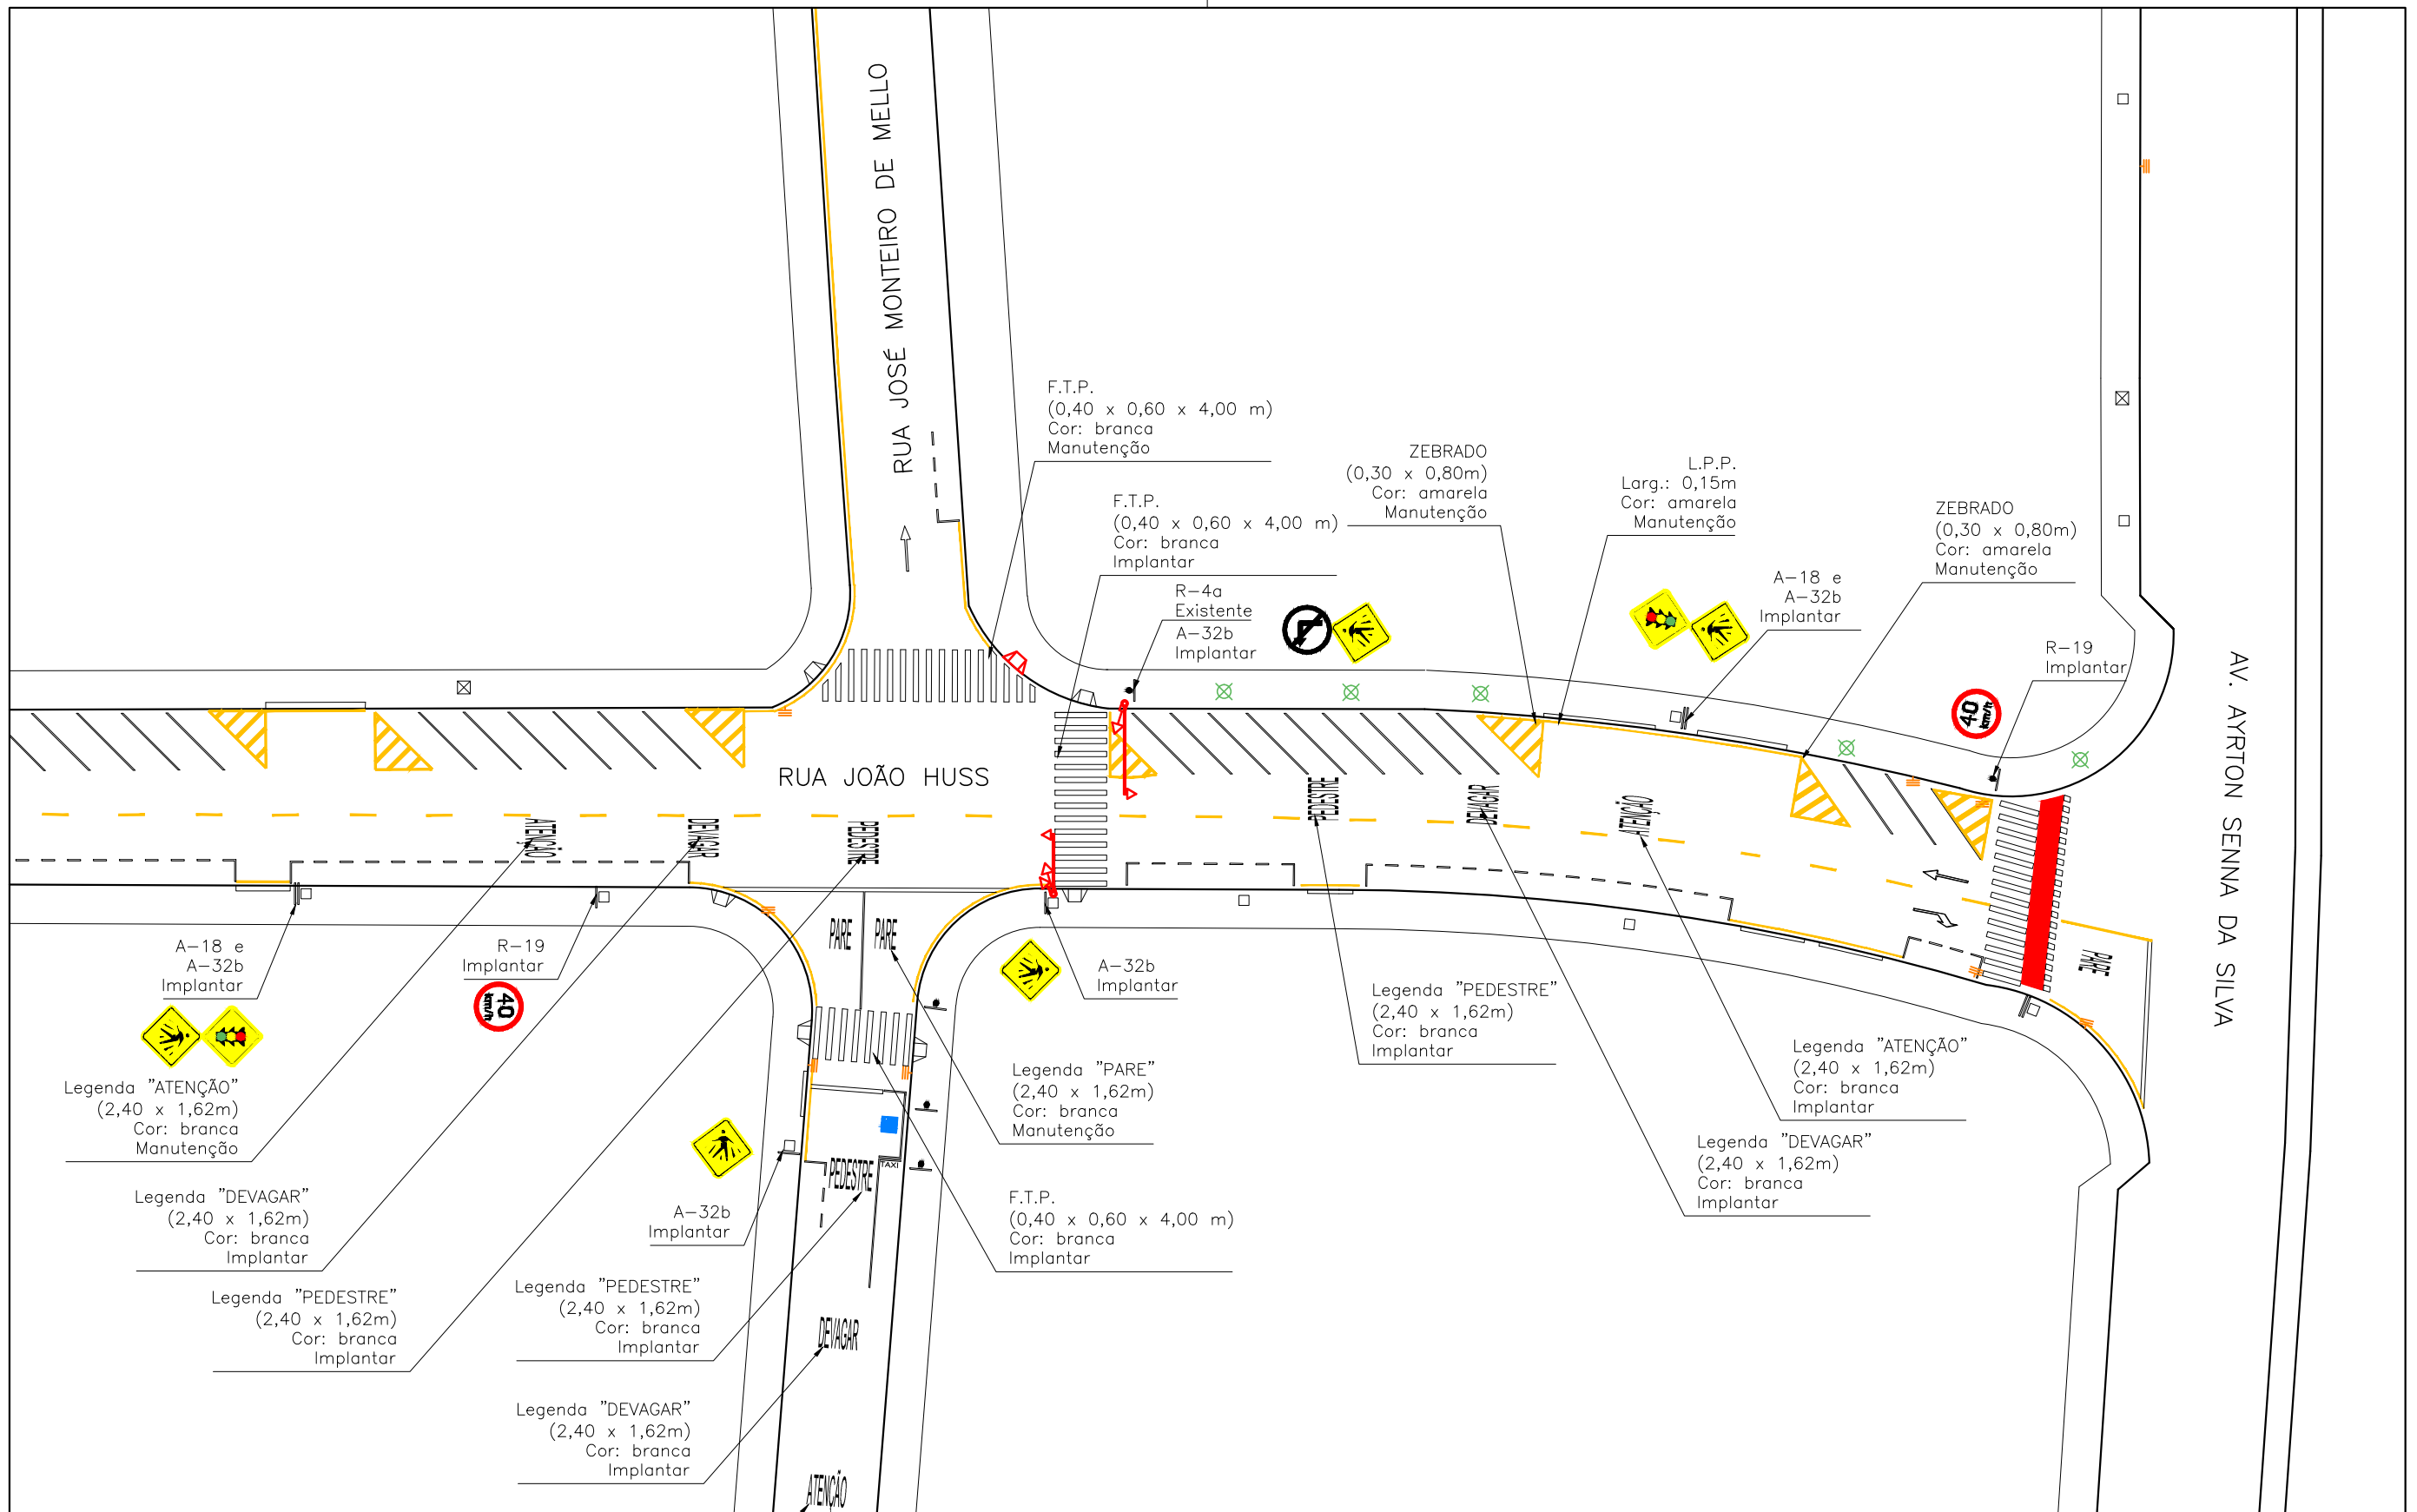 RUA JOSÉ MONTEIRO DE MELLO
F.T.P.
(0,40 x 0,60 x 4,00 m)
Cor: branca
Manutenção
F.T.P.
(0,40 x 0,60 x 4,00 m)
Cor: branca
Implantar
ZEBRADO
(0,30 x 0,80m)
Cor: amarela
Manutenção
L.P.P.
Larg.: 0,15m
Cor: amarela
Manutenção
ZEBRADO
(0,30 x 0,80m)
Cor: amarela
Manutenção
R-4a
Existente
A-32b
Implantar
A-18 e
A-32b
Implantar
R-19
Implantar
40
km/h
AV. AYRTON SENNA DA SILVA
RUA JOÃO HUSS
ATENÇÃO
DEVAGAR
PEDESTRE
PEDESTRE
DEVAGAR
ATENÇÃO
PARE
PARE
PARE
A-18 e
A-32b
Implantar
R-19
Implantar
40
km/h
A-32b
Implantar
Legenda "PEDESTRE"
(2,40 x 1,62m)
Cor: branca
Implantar
Legenda "ATENÇÃO"
(2,40 x 1,62m)
Cor: branca
Implantar
Legenda "PARE"
(2,40 x 1,62m)
Cor: branca
Manutenção
Legenda "ATENÇÃO"
(2,40 x 1,62m)
Cor: branca
Manutenção
Legenda "DEVAGAR"
(2,40 x 1,62m)
Cor: branca
Implantar
TAXI
PEDESTRE
Legenda "DEVAGAR"
(2,40 x 1,62m)
Cor: branca
Implantar
A-32b
Implantar
F.T.P.
(0,40 x 0,60 x 4,00 m)
Cor: branca
Implantar
Legenda "PEDESTRE"
(2,40 x 1,62m)
Cor: branca
Implantar
Legenda "PEDESTRE"
(2,40 x 1,62m)
Cor: branca
Implantar
DEVAGAR
Legenda "DEVAGAR"
(2,40 x 1,62m)
Cor: branca
Implantar
ATENÇÃO